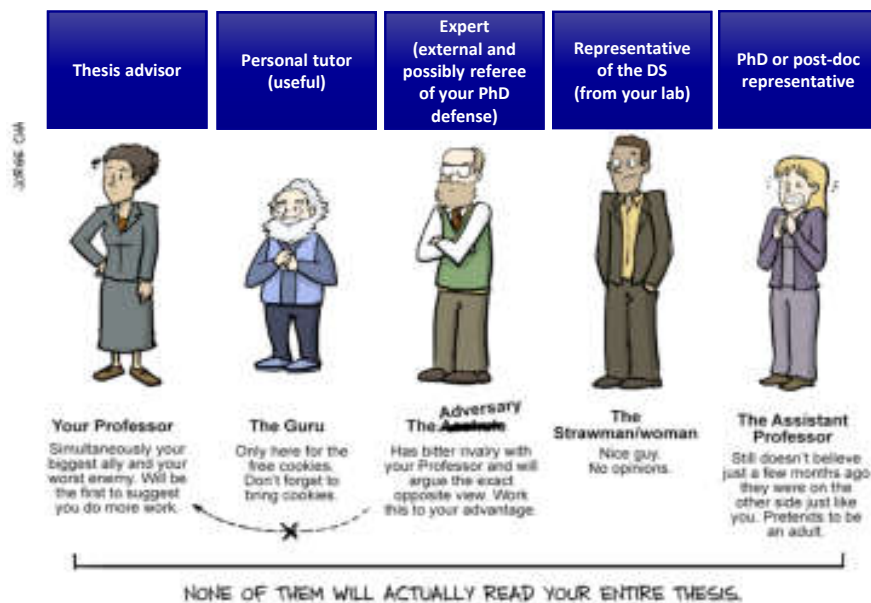 Thesis advisor
Personal tutor
(useful)
Expert
(external and
possibly referee
of your PhD
defense)
Representative
of the DS
(from your lab)
PhD or post-doc
representative
JORGE CHA
Your Professor
Simultaneously your
biggest ally and your
worst enemy. Will be
the first to suggest
you do more work.
The Guru
Only here for the
free cookies.
Don't forget to
bring cookies.
Adversary
The
Has bitter rivalry with
your Professor and will
argue the exact
opposite view. Work
this to your advantage.
The
Strawman/woman
Nice guy.
No opinions.
The Assistant
Professor
Still doesn't believe
just a few months ago
they were on the
other side just like
you. Pretends to be
an adult.
NONE OF THEM WILL ACTUALLY READ YOUR ENTIRE THESIS.